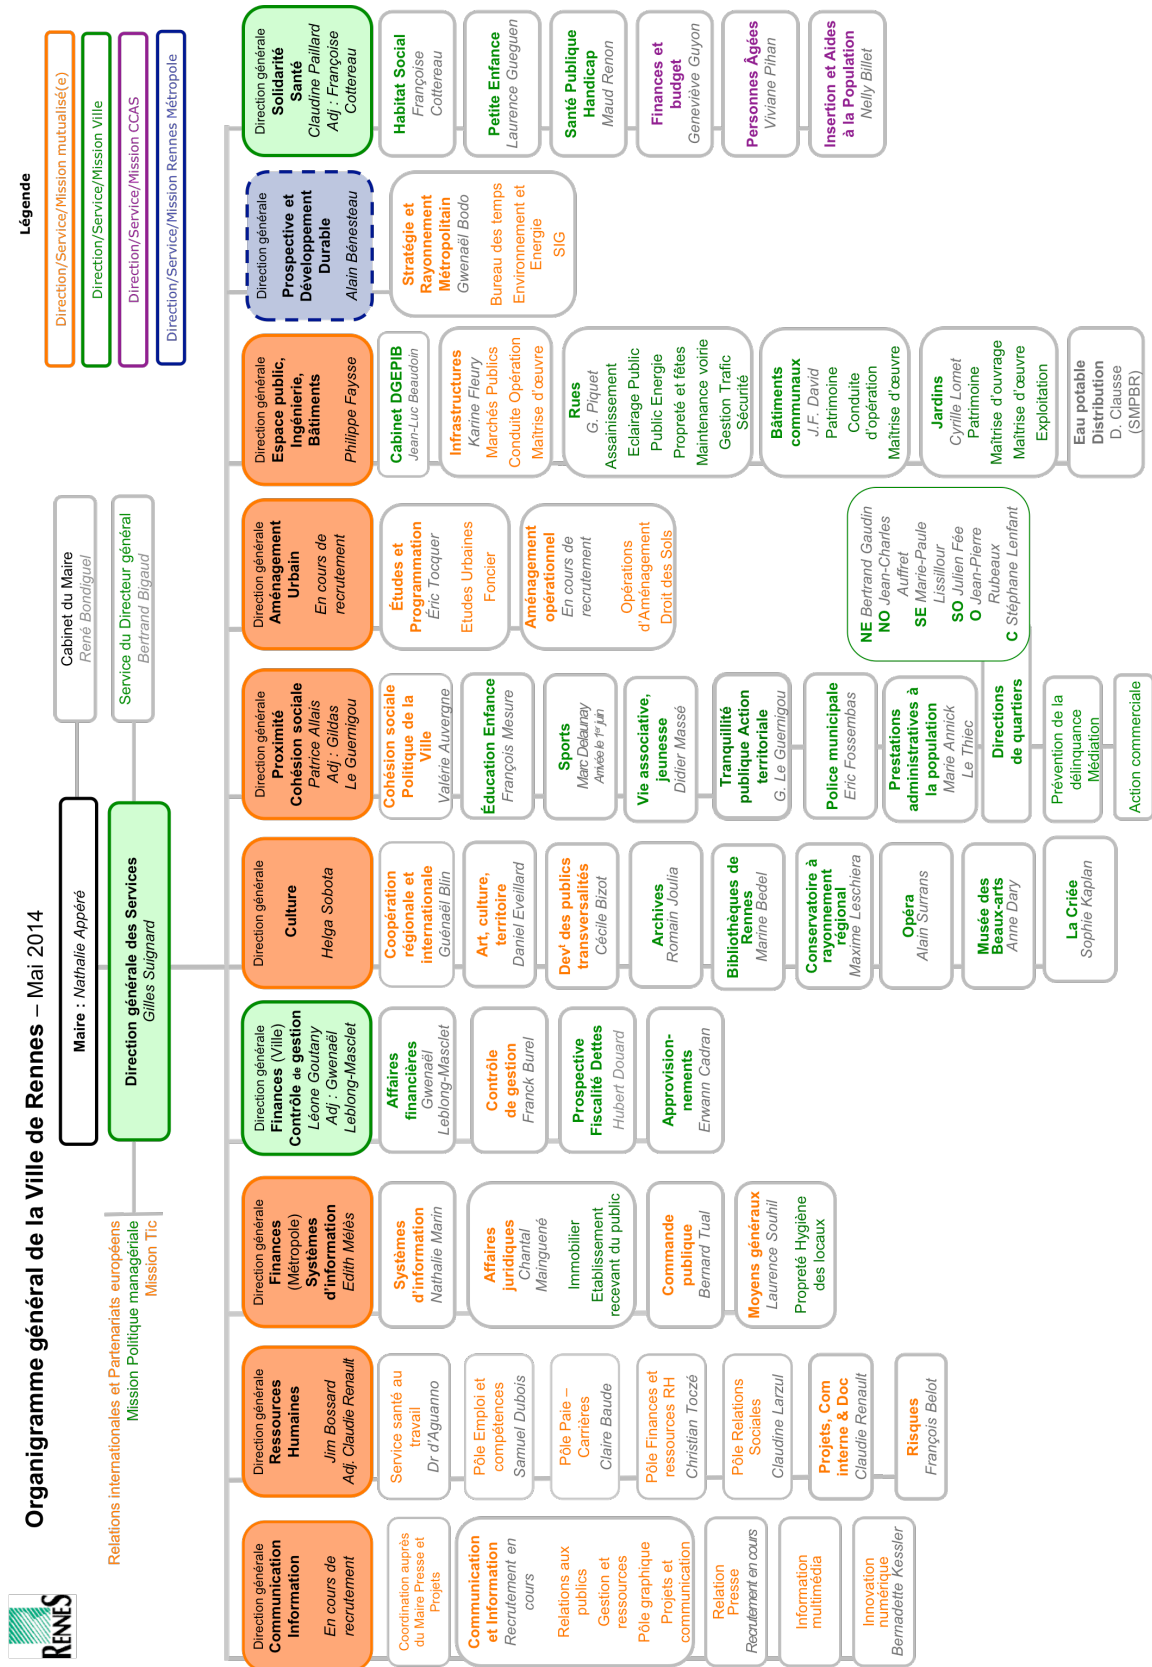 RENNES
Organigramme général de la Ville de Rennes – Mai 2014
Légende
Direction/Service/Mission mutualisé(e)
Direction/Service/Mission Ville
Direction/Service/Mission CCAS
Direction/Service/Mission Rennes Métropole
Maire : Nathalie Appéré
Cabinet du Maire
René Bondiguel
Direction générale des Services
Gilles Suignard
Service du Directeur général
Bertrand Bigaud
Relations internationales et Partenariats européens
Mission Politique managériale
Mission Tic
Direction générale
Communication
Information
En cours de
recrutement
Coordination auprès
du Maire Presse et
Projets
Communication
et Information
Recrutement en
cours
Relations aux
publics
Gestion et
ressources
Pôle graphique
Projets et
communication
Relation
Presse
Recrutement en cours
Information
multimédia
Innovation
numérique
Bernadette Kessler
Direction générale
Ressources
Humaines
Jim Bossard
Adj. Claudie Renault
Service santé au
travail
Dr d'Aguanno
Pôle Emploi et
compétences
Samuel Dubois
Pôle Paie –
Carrières
Claire Baude
Pôle Finances et
ressources RH
Christian Toczé
Pôle Relations
Sociales
Claudine Larzul
Projets, Com
interne & Doc
Claudie Renault
Risques
François Belot
Direction générale
Finances
(Métropole)
Systèmes
d'information
Edith Mélès
Systèmes
d'information
Nathalie Marin
Affaires
juridiques
Chantal
Mainguené
Immobilier
Etablissement
recevant du public
Commande
publique
Bernard Tual
Moyens généraux
Laurence Souhil
Propreté Hygiène
des locaux
Direction générale
Finances (Ville)
Contrôle de gestion
Léone Goutany
Adj : Gwenaël
Leblong-Masclet
Affaires
financières
Gwenaël
Leblong-Masclet
Contrôle
de gestion
Franck Burel
Prospective
Fiscalité Dettes
Hubert Douard
Approvision-
nements
Erwann Cadran
Direction générale
Culture
Helga Sobota
Coopération
régionale et
internationale
Guénaël Blin
Art, culture,
territoire
Daniel Eveillard
Devt des publics
transversalités
Cécile Bizot
Archives
Romain Joulia
Bibliothèques de
Rennes
Marine Bedel
Conservatoire à
rayonnement
régional
Maxime Leschiera
Opéra
Alain Surrans
Musée des
Beaux-arts
Anne Dary
La Criée
Sophie Kaplan
Direction générale
Proximité
Cohésion sociale
Patrice Allais
Adj : Gildas
Le Guernigou
Cohésion sociale
Politique de la
Ville
Valérie Auvergne
Éducation Enfance
François Mesure
Sports
Marc Delaunay
Arrivée le 1er juin
Vie associative,
jeunesse
Didier Massé
Tranquillité
publique Action
territoriale
G. Le Guernigou
Police municipale
Eric Fossembas
Prestations
administratives à
la population
Marie Annick
Le Thiec
Directions
de quartiers
NE Bertrand Gaudin
NO Jean-Charles
Auffret
SE Marie-Paule
Lissillour
SO Julien Fée
O Jean-Pierre
Rubeaux
C Stéphane Lenfant
Prévention de la
délinquance
Médiation
Action commerciale
Direction générale
Aménagement
Urbain
En cours de
recrutement
Études et
Programmation
Éric Tocquer
Etudes Urbaines
Foncier
Aménagement
opérationnel
En cours de
recrutement
Opérations
d'Aménagement
Droit des Sols
Direction générale
Espace public,
Ingénierie,
Bâtiments
Philippe Faysse
Cabinet DGEPIB
Jean-Luc Beaudoin
Infrastructures
Karine Fleury
Marchés Publics
Conduite Opération
Maîtrise d'œuvre
Rues
G. Piquet
Assainissement
Eclairage Public
Public Energie
Propreté et fêtes
Maintenance voirie
Gestion Trafic
Sécurité
Bâtiments
communaux
J.F. David
Patrimoine
Conduite
d'opération
Maîtrise d'œuvre
Jardins
Cyrille Lomet
Patrimoine
Maîtrise d'ouvrage
Maîtrise d'œuvre
Exploitation
Eau potable
Distribution
D. Clausse
(SMPBR)
Direction générale
Prospective et
Développement
Durable
Alain Bénesteau
Stratégie et
Rayonnement
Métropolitain
Gwenaël Bodo
Bureau des temps
Environnement et
Energie
SIG
Direction générale
Solidarité
Santé
Claudine Paillard
Adj : Françoise
Cottereau
Habitat Social
Françoise
Cottereau
Petite Enfance
Laurence Gueguen
Santé Publique
Handicap
Maud Renon
Finances et
budget
Geneviève Guyon
Personnes Âgées
Viviane Pihan
Insertion et Aides
à la Population
Nelly Billet